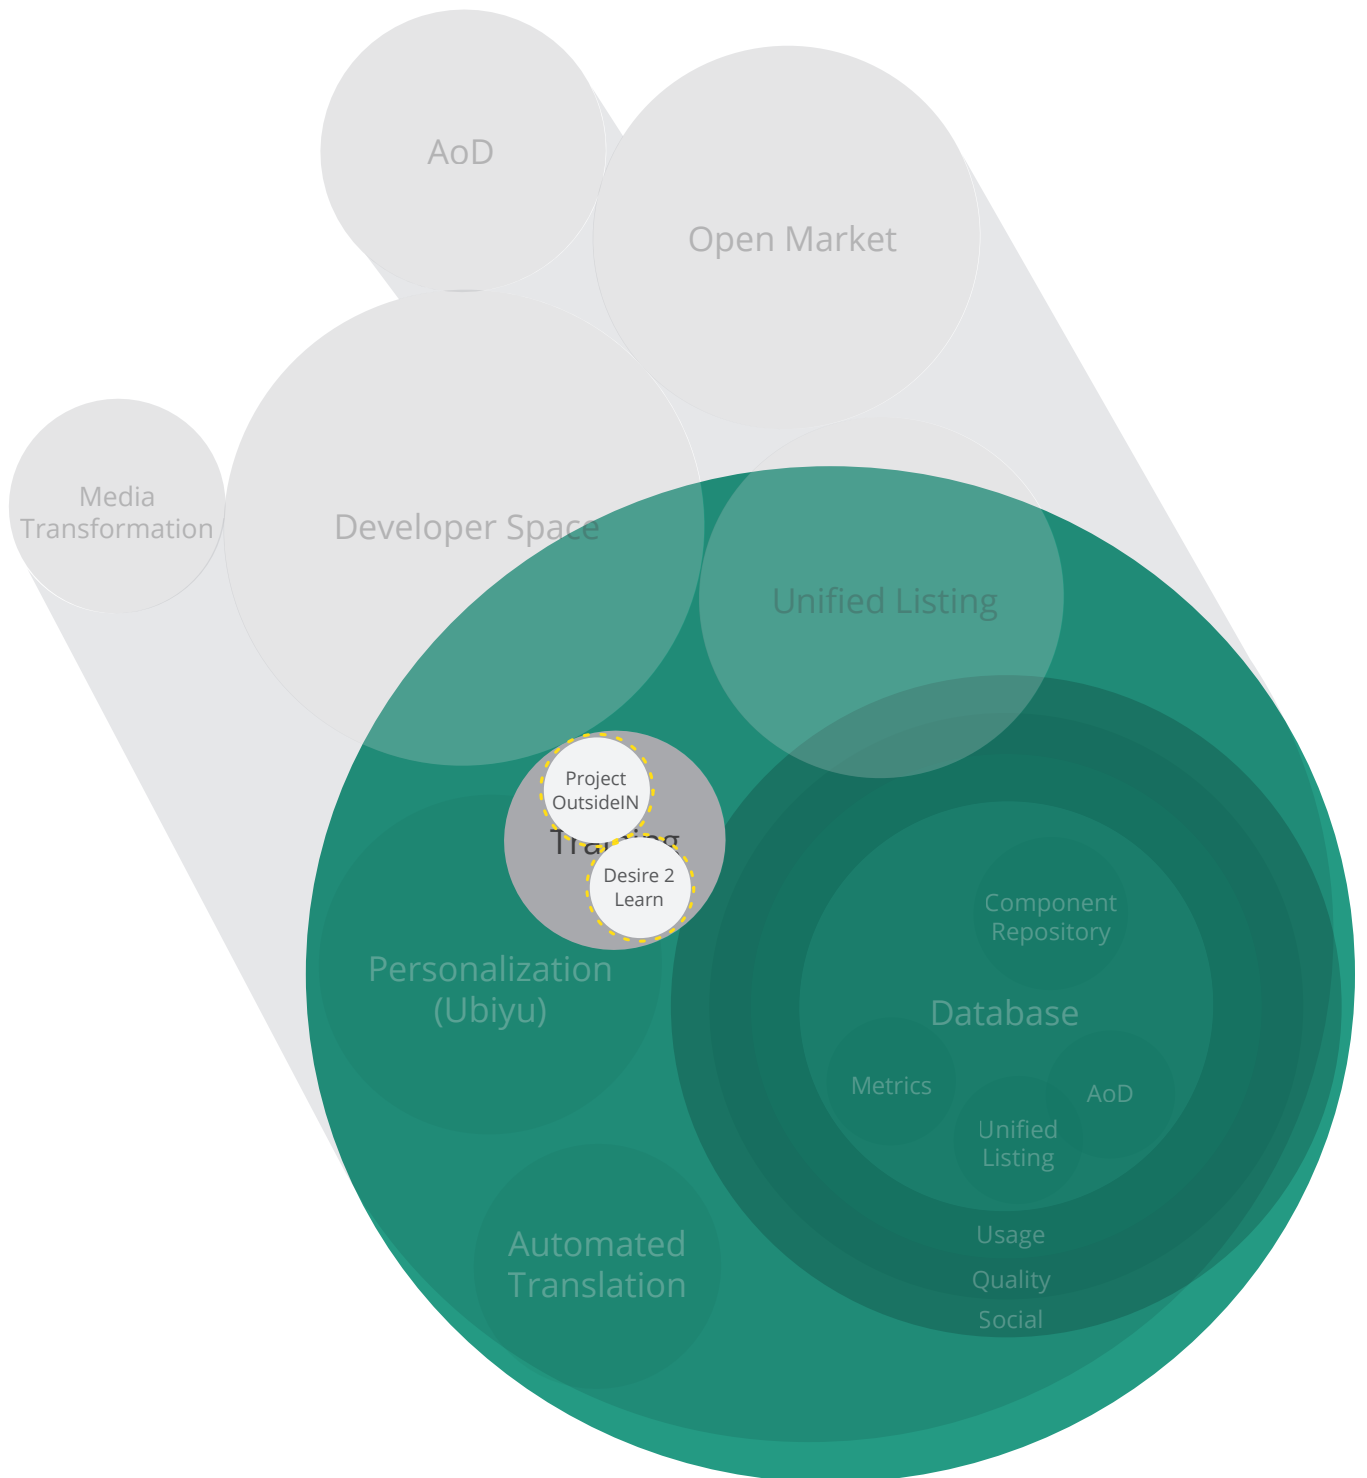 AoD
Open Market
Media
Transformation
Developer Space
Unified Listing
Project
OutsideIN
Training
Desire 2
Learn
Personalization
(Ubiyu)
Component
Repository
Database
Metrics
AoD
Unified
Listing
Usage
Automated
Translation
Quality
Social